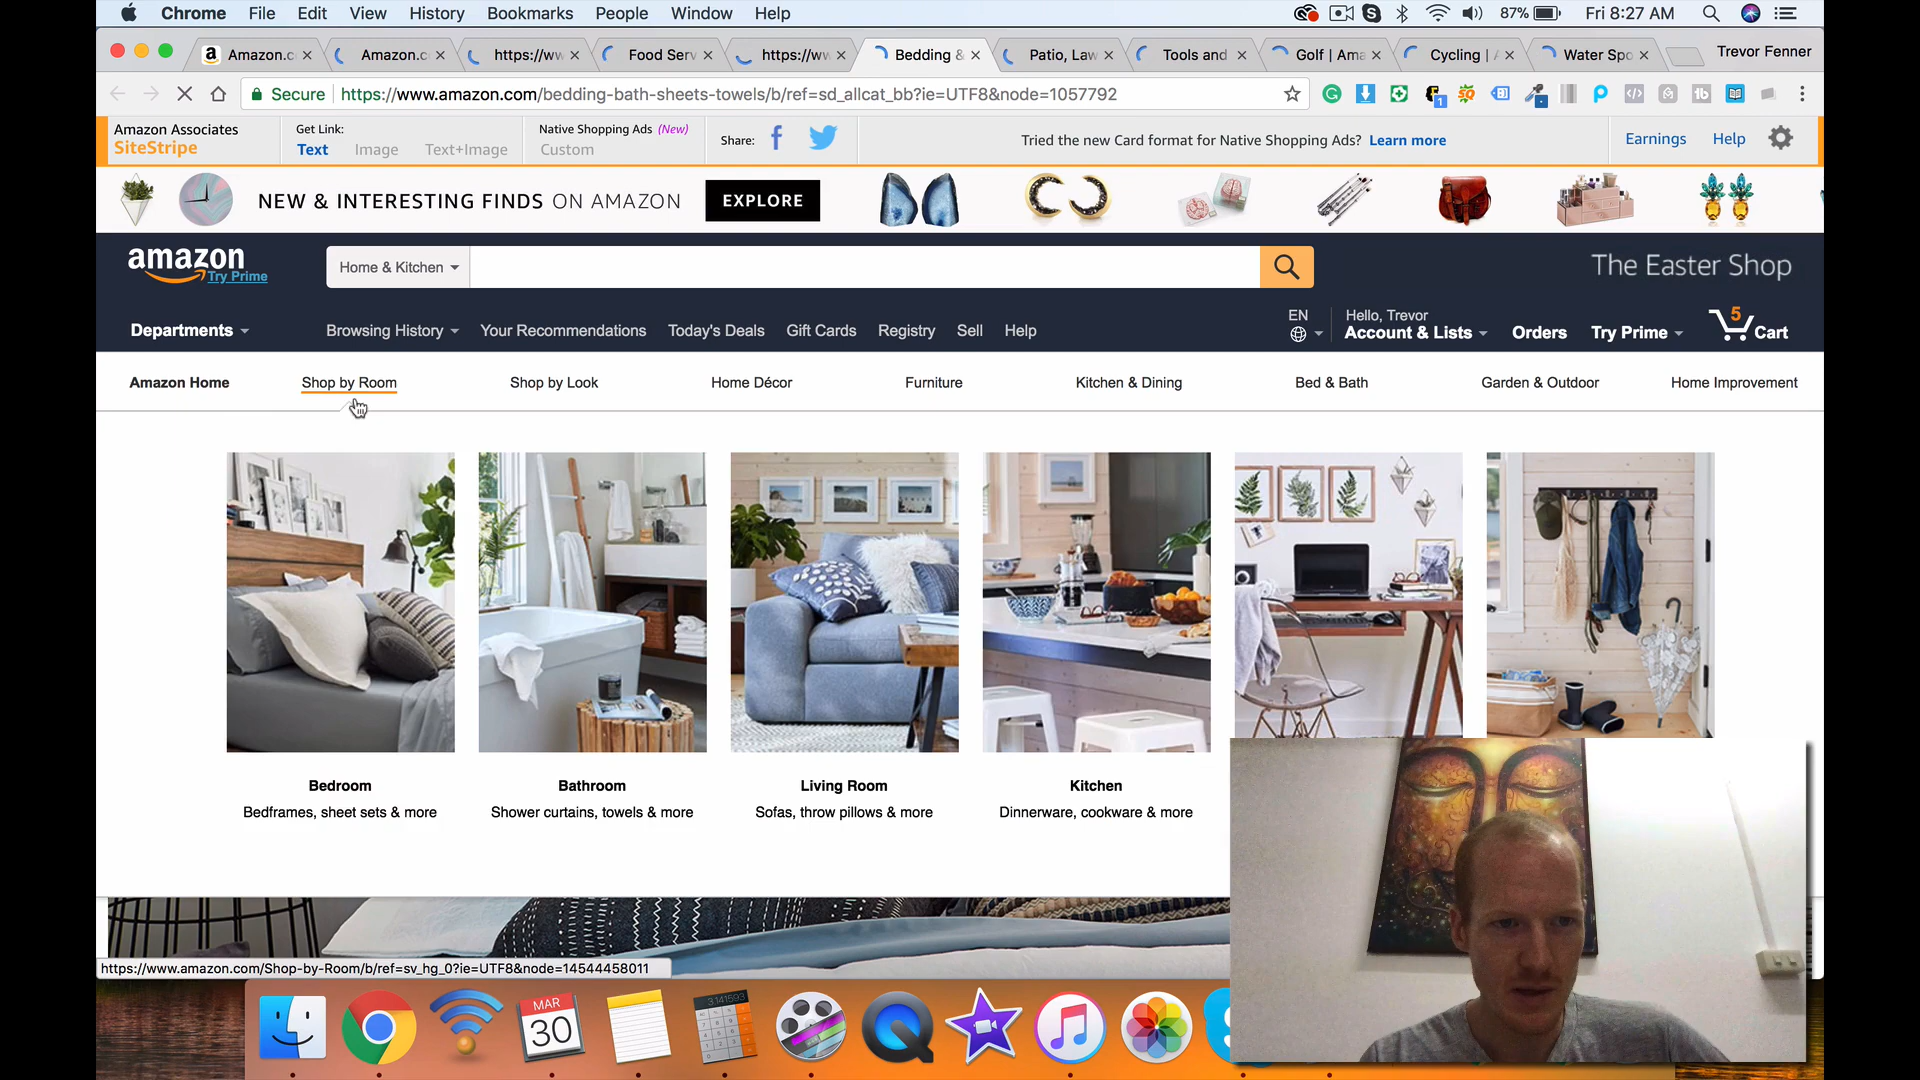 Chrome File Edit View History Bookmarks People Window Help 87% Fri 8:27 AM
Amazon.c Amazon.c https://ww Food Serv https://ww Bedding & Patio, Law Tools and Golf | Ama Cycling | A Water Spo Trevor Fenner
Secure https://www.amazon.com/bedding-bath-sheets-towels/b/ref=sd_allcat_bb?ie=UTF8&node=1057792
Amazon Associates Get Link: Native Shopping Ads (New)
SiteStripe Text Image Text+Image Custom Share: Tried the new Card format for Native Shopping Ads? Learn more Earnings Help
NEW & INTERESTING FINDS ON AMAZON EXPLORE
amazon Try Prime Home & Kitchen The Easter Shop
EN Hello, Trevor 5
Departments Browsing History Your Recommendations Today's Deals Gift Cards Registry Sell Help Account & Lists Orders Try Prime Cart
Amazon Home Shop by Room Shop by Look Home Décor Furniture Kitchen & Dining Bed & Bath Garden & Outdoor Home Improvement
Bedroom Bathroom Living Room Kitchen
Bedframes, sheet sets & more Shower curtains, towels & more Sofas, throw pillows & more Dinnerware, cookware & more
https://www.amazon.com/Shop-by-Room/b/ref=sv_hg_0?ie=UTF8&node=14544458011
MAR
30
3.141593